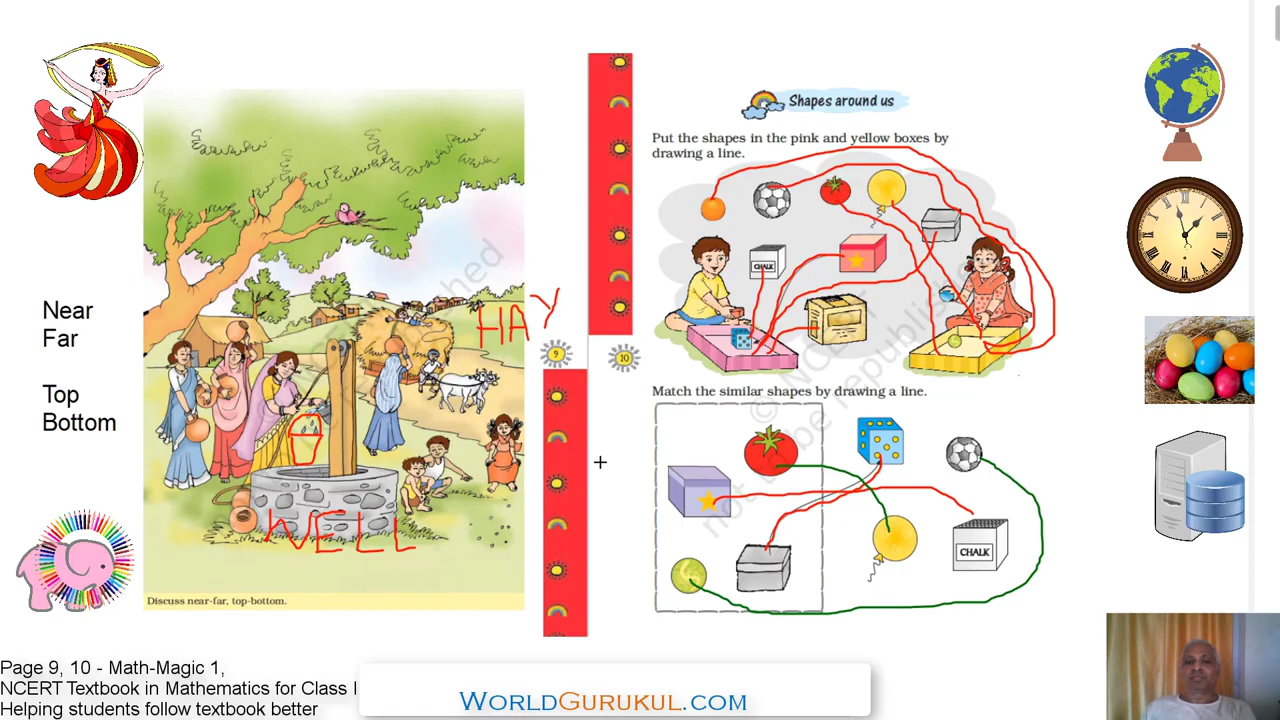 Near
Far
Top
Bottom
HAY
WELL
Discuss near-far, top-bottom.
9
10
Shapes around us
Put the shapes in the pink and yellow boxes by
drawing a line.
CHALK
Match the similar shapes by drawing a line.
CHALK
Page 9, 10 - Math-Magic 1,
NCERT Textbook in Mathematics for Class I
Helping students follow textbook better
WORLDGURUKUL.COM